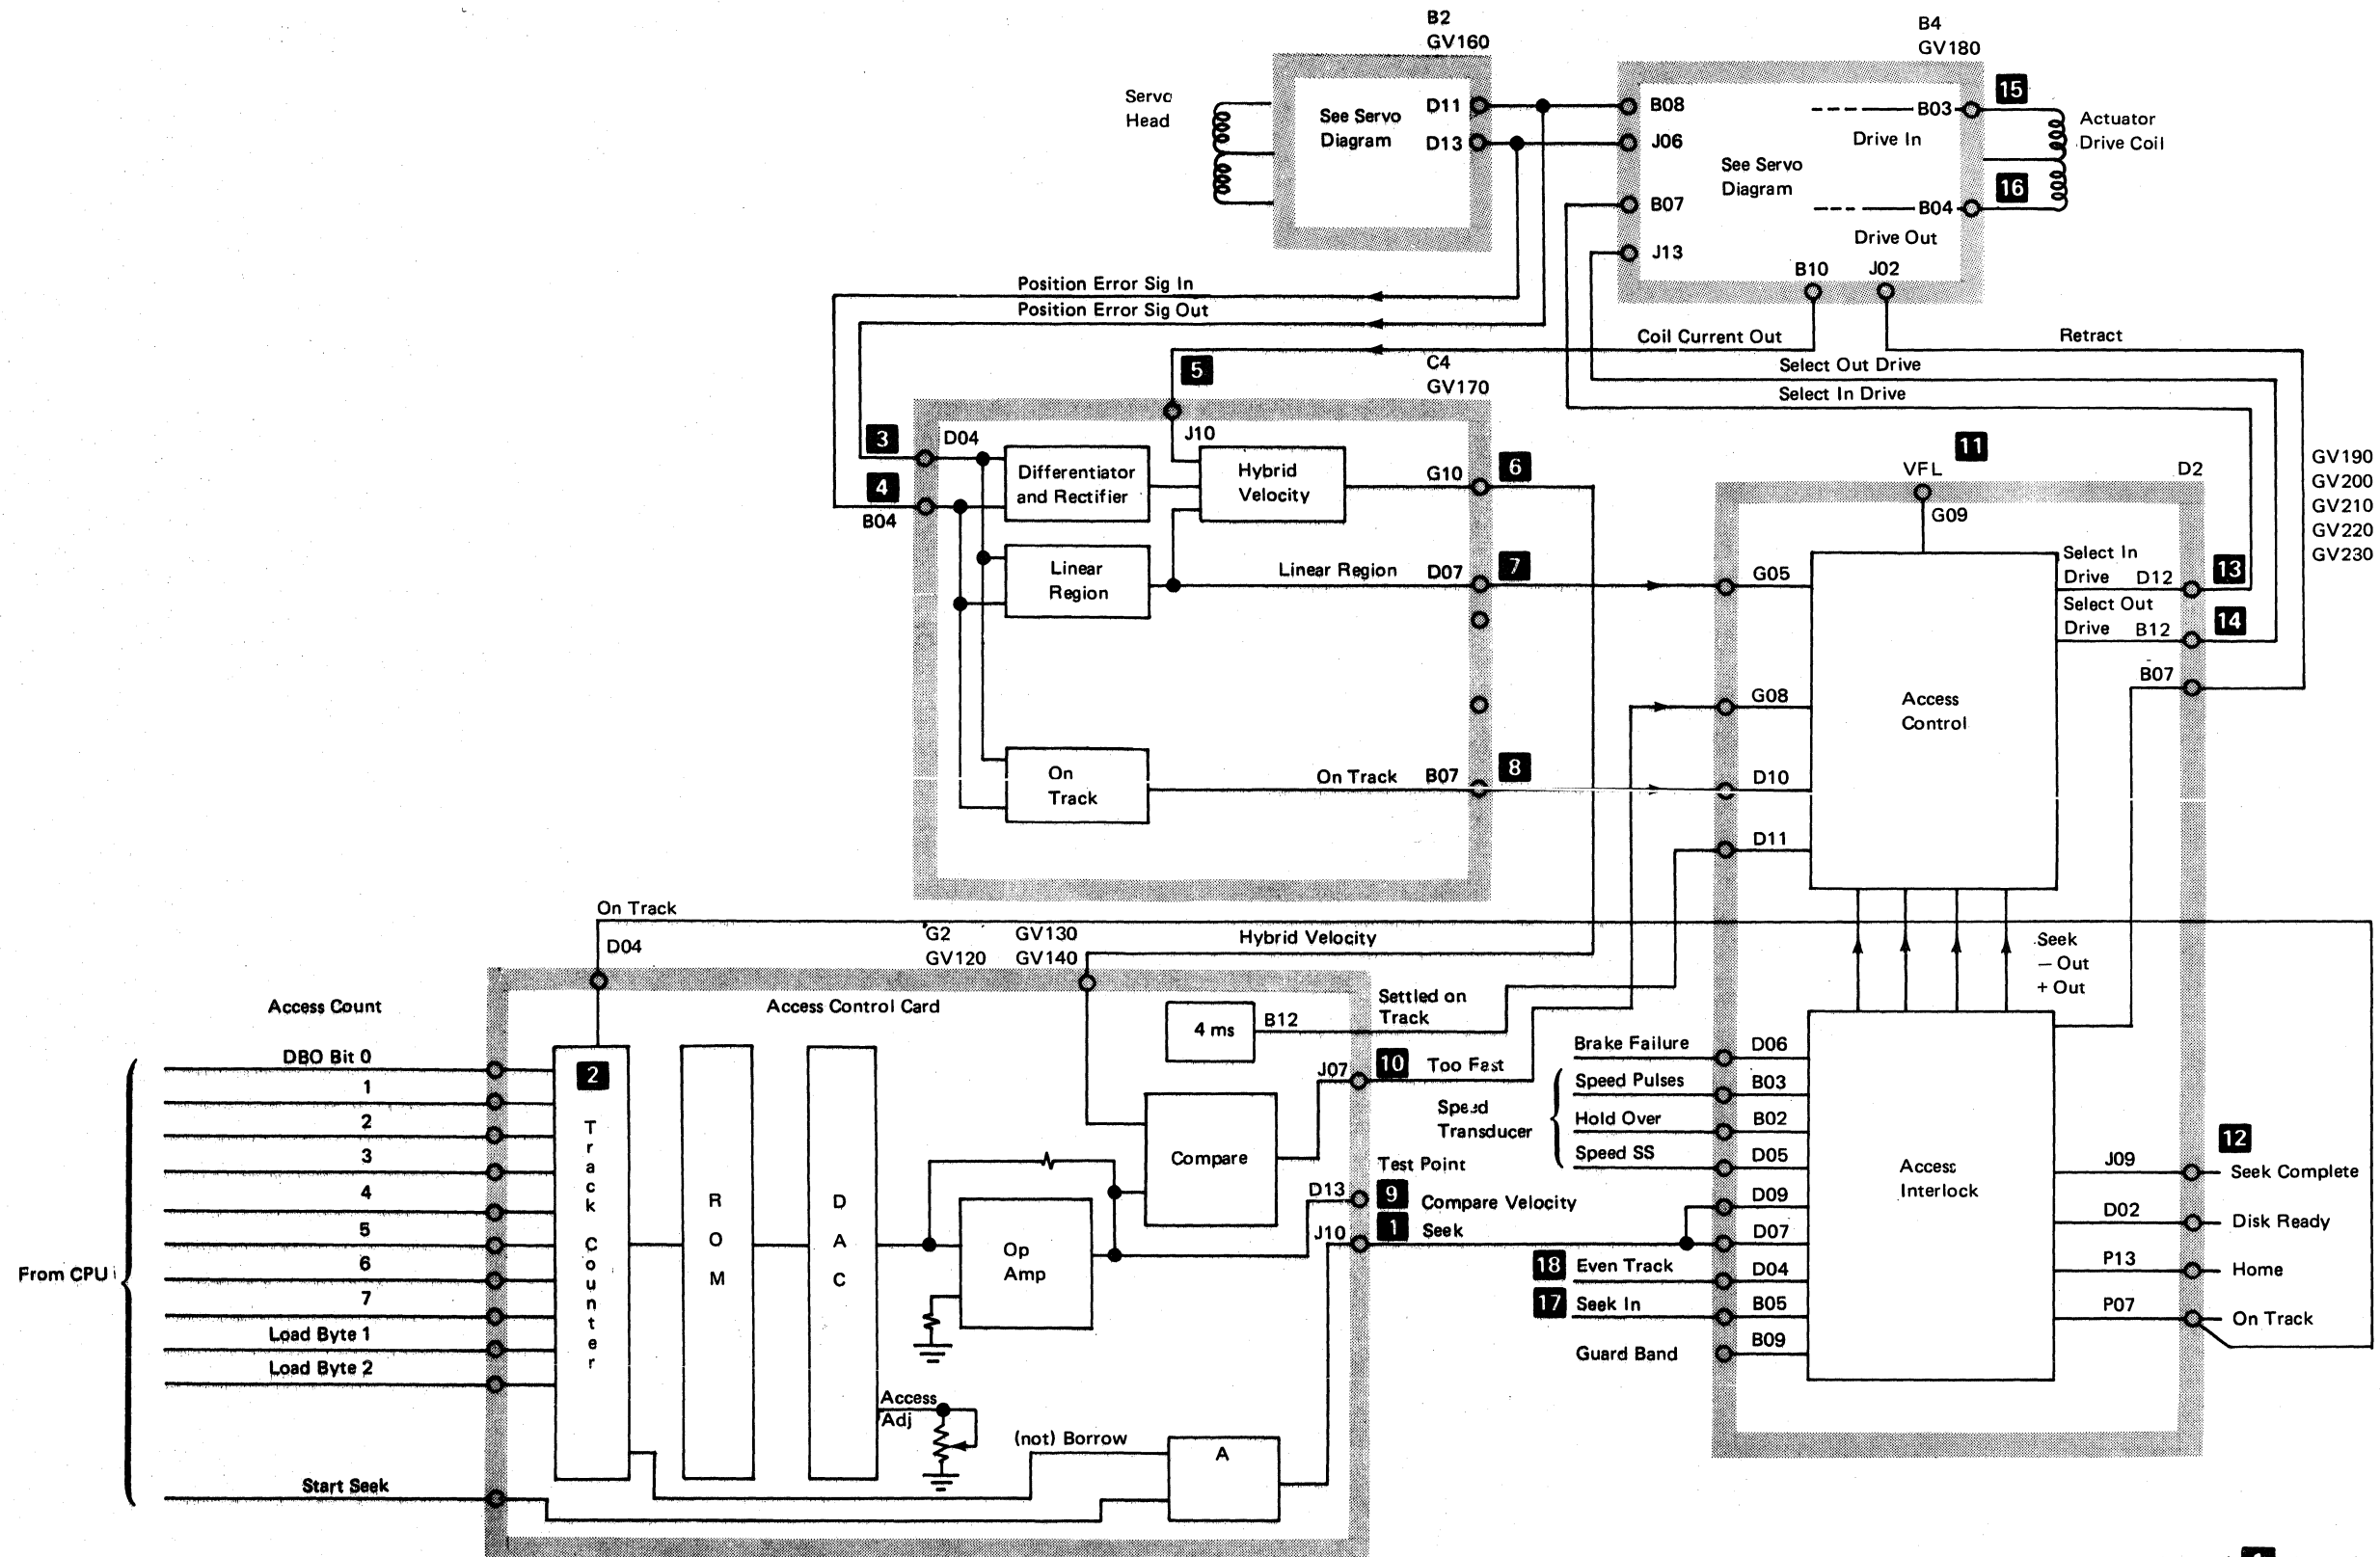 B2
GV160
B4
GV180
Servo
Head
See Servo
Diagram
D11
D13
B08
J06
B07
J13
See Servo
Diagram
B03
Drive In
B04
Drive Out
B10
J02
15
16
Actuator
Drive Coil
Position Error Sig In
Position Error Sig Out
Coil Current Out
Retract
Select Out Drive
Select In Drive
C4
GV170
5
3
D04
4
B04
J10
Differentiator
and Rectifier
Hybrid
Velocity
G10
6
Linear
Region
Linear Region
D07
7
On
Track
On Track
B07
8
11
VFL
G09
D2
GV190
GV200
GV210
GV220
GV230
G05
G08
D10
D11
Access
Control
Select In
Drive
D12
13
Select Out
Drive
B12
14
B07
Seek
– Out
+ Out
On Track
D04
G2
GV120
GV130
GV140
Hybrid Velocity
Access Count
Access Control Card
4 ms
B12
Settled on
Track
From CPU
DBO Bit 0
1
2
3
4
5
6
7
Load Byte 1
Load Byte 2
Start Seek
2
Track Counter
ROM
DAC
Op
Amp
Compare
J07
10
Too Fast
Test Point
D13
9
Compare Velocity
J10
1
Seek
Access
Adj
(not) Borrow
A
Brake Failure
Speed
Transducer
Speed Pulses
Hold Over
Speed SS
18
Even Track
17
Seek In
Guard Band
D06
B03
B02
D05
D09
D07
D04
B05
B09
Access
Interlock
12
J09
Seek Complete
D02
Disk Ready
P13
Home
P07
On Track